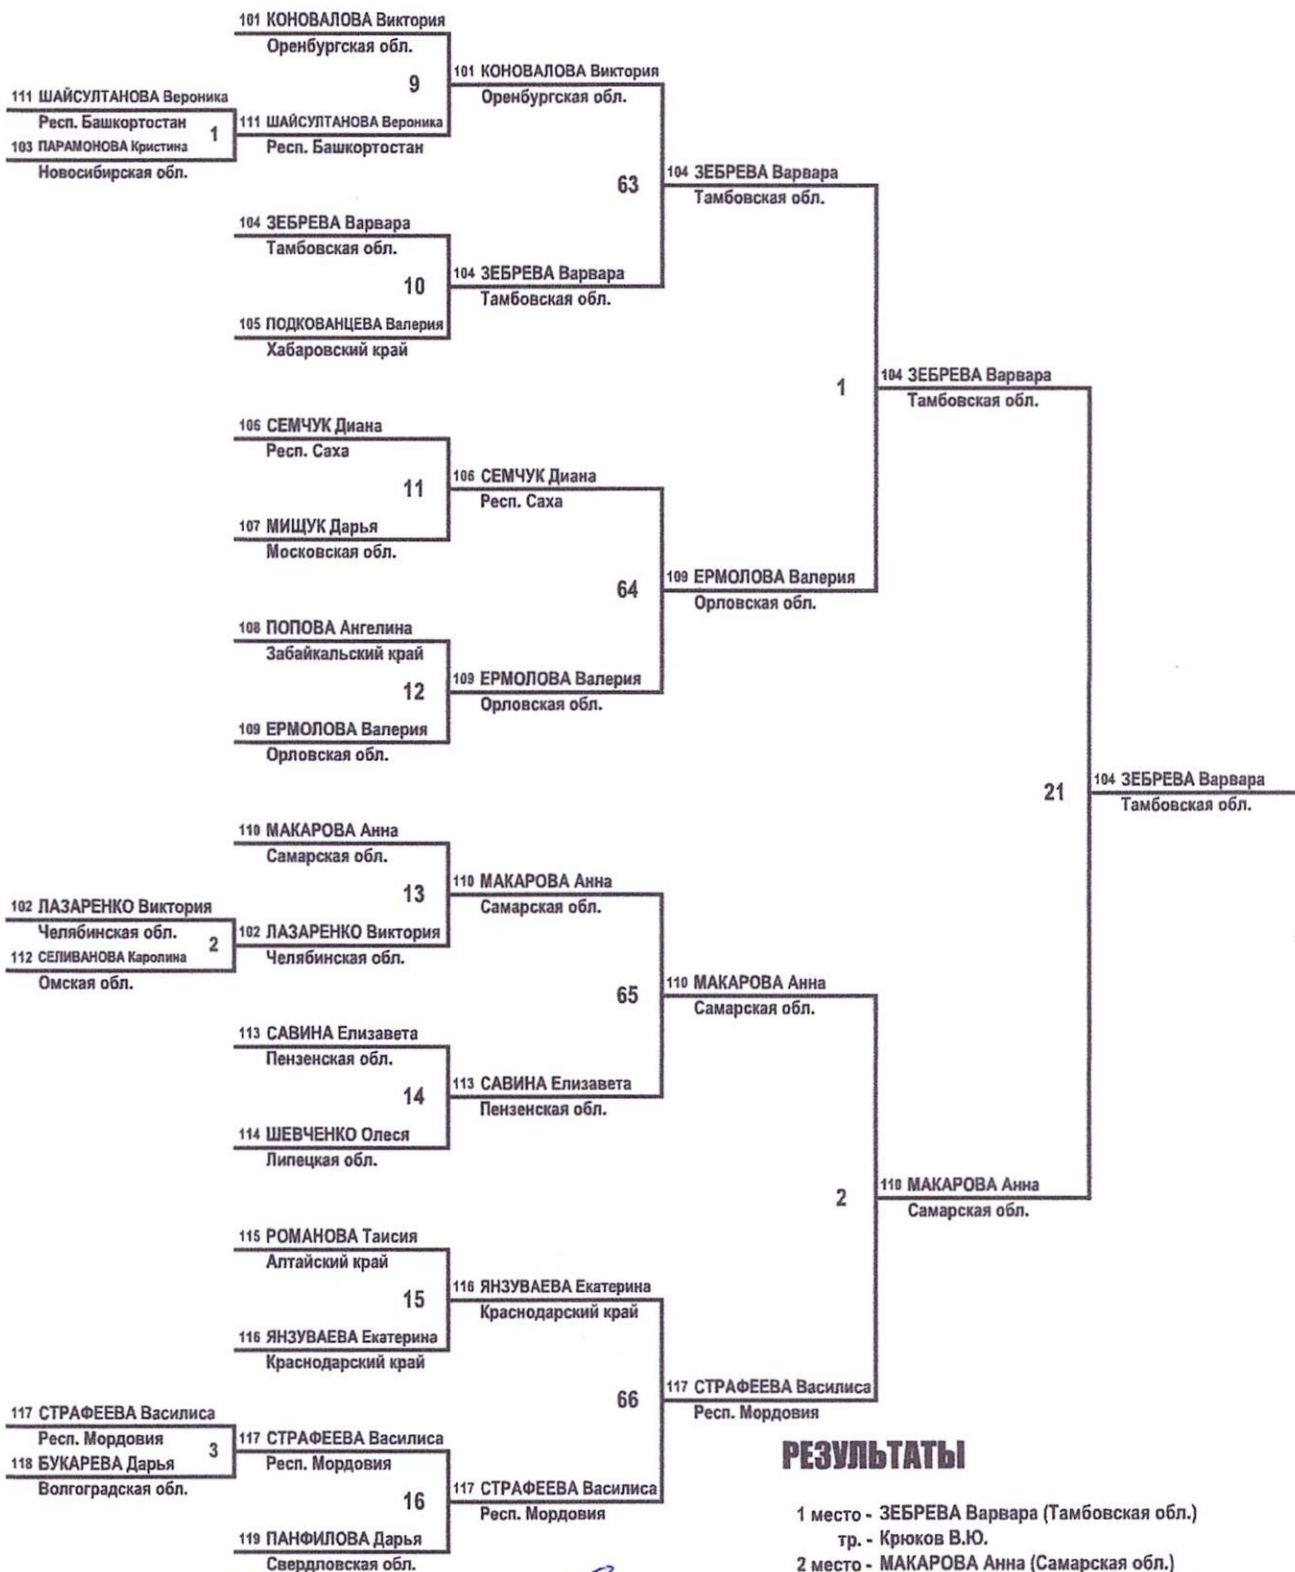 101 КОНОВАЛОВА Виктория
Оренбургская обл.
9
101 КОНОВАЛОВА Виктория
Оренбургская обл.
111 ШАЙСУЛТАНОВА Вероника
Респ. Башкортостан
1
103 ПАРАМОНОВА Кристина
Новосибирская обл.
111 ШАЙСУЛТАНОВА Вероника
Респ. Башкортостан
63
104 ЗЕБРЕВА Варвара
Тамбовская обл.
104 ЗЕБРЕВА Варвара
Тамбовская обл.
10
104 ЗЕБРЕВА Варвара
Тамбовская обл.
105 ПОДКОВАНЦЕВА Валерия
Хабаровский край
1
104 ЗЕБРЕВА Варвара
Тамбовская обл.
106 СЕМЧУК Диана
Респ. Саха
11
106 СЕМЧУК Диана
Респ. Саха
107 МИЩУК Дарья
Московская обл.
64
109 ЕРМОЛОВА Валерия
Орловская обл.
108 ПОПОВА Ангелина
Забайкальский край
12
109 ЕРМОЛОВА Валерия
Орловская обл.
109 ЕРМОЛОВА Валерия
Орловская обл.
21
104 ЗЕБРЕВА Варвара
Тамбовская обл.
110 МАКАРОВА Анна
Самарская обл.
13
110 МАКАРОВА Анна
Самарская обл.
102 ЛАЗАРЕНКО Виктория
Челябинская обл.
2
112 СЕЛИВАНОВА Каролина
Омская обл.
102 ЛАЗАРЕНКО Виктория
Челябинская обл.
65
110 МАКАРОВА Анна
Самарская обл.
113 САВИНА Елизавета
Пензенская обл.
14
113 САВИНА Елизавета
Пензенская обл.
114 ШЕВЧЕНКО Олеся
Липецкая обл.
2
110 МАКАРОВА Анна
Самарская обл.
115 РОМАНОВА Таисия
Алтайский край
15
116 ЯНЗУВАЕВА Екатерина
Краснодарский край
116 ЯНЗУВАЕВА Екатерина
Краснодарский край
66
117 СТРАФЕЕВА Василиса
Респ. Мордовия
117 СТРАФЕЕВА Василиса
Респ. Мордовия
3
118 БУКАРЕВА Дарья
Волгоградская обл.
117 СТРАФЕЕВА Василиса
Респ. Мордовия
16
117 СТРАФЕЕВА Василиса
Респ. Мордовия
119 ПАНФИЛОВА Дарья
Свердловская обл.
РЕЗУЛЬТАТЫ
1 место - ЗЕБРЕВА Варвара (Тамбовская обл.)
тр. - Крюков В.Ю.
2 место - МАКАРОВА Анна (Самарская обл.)